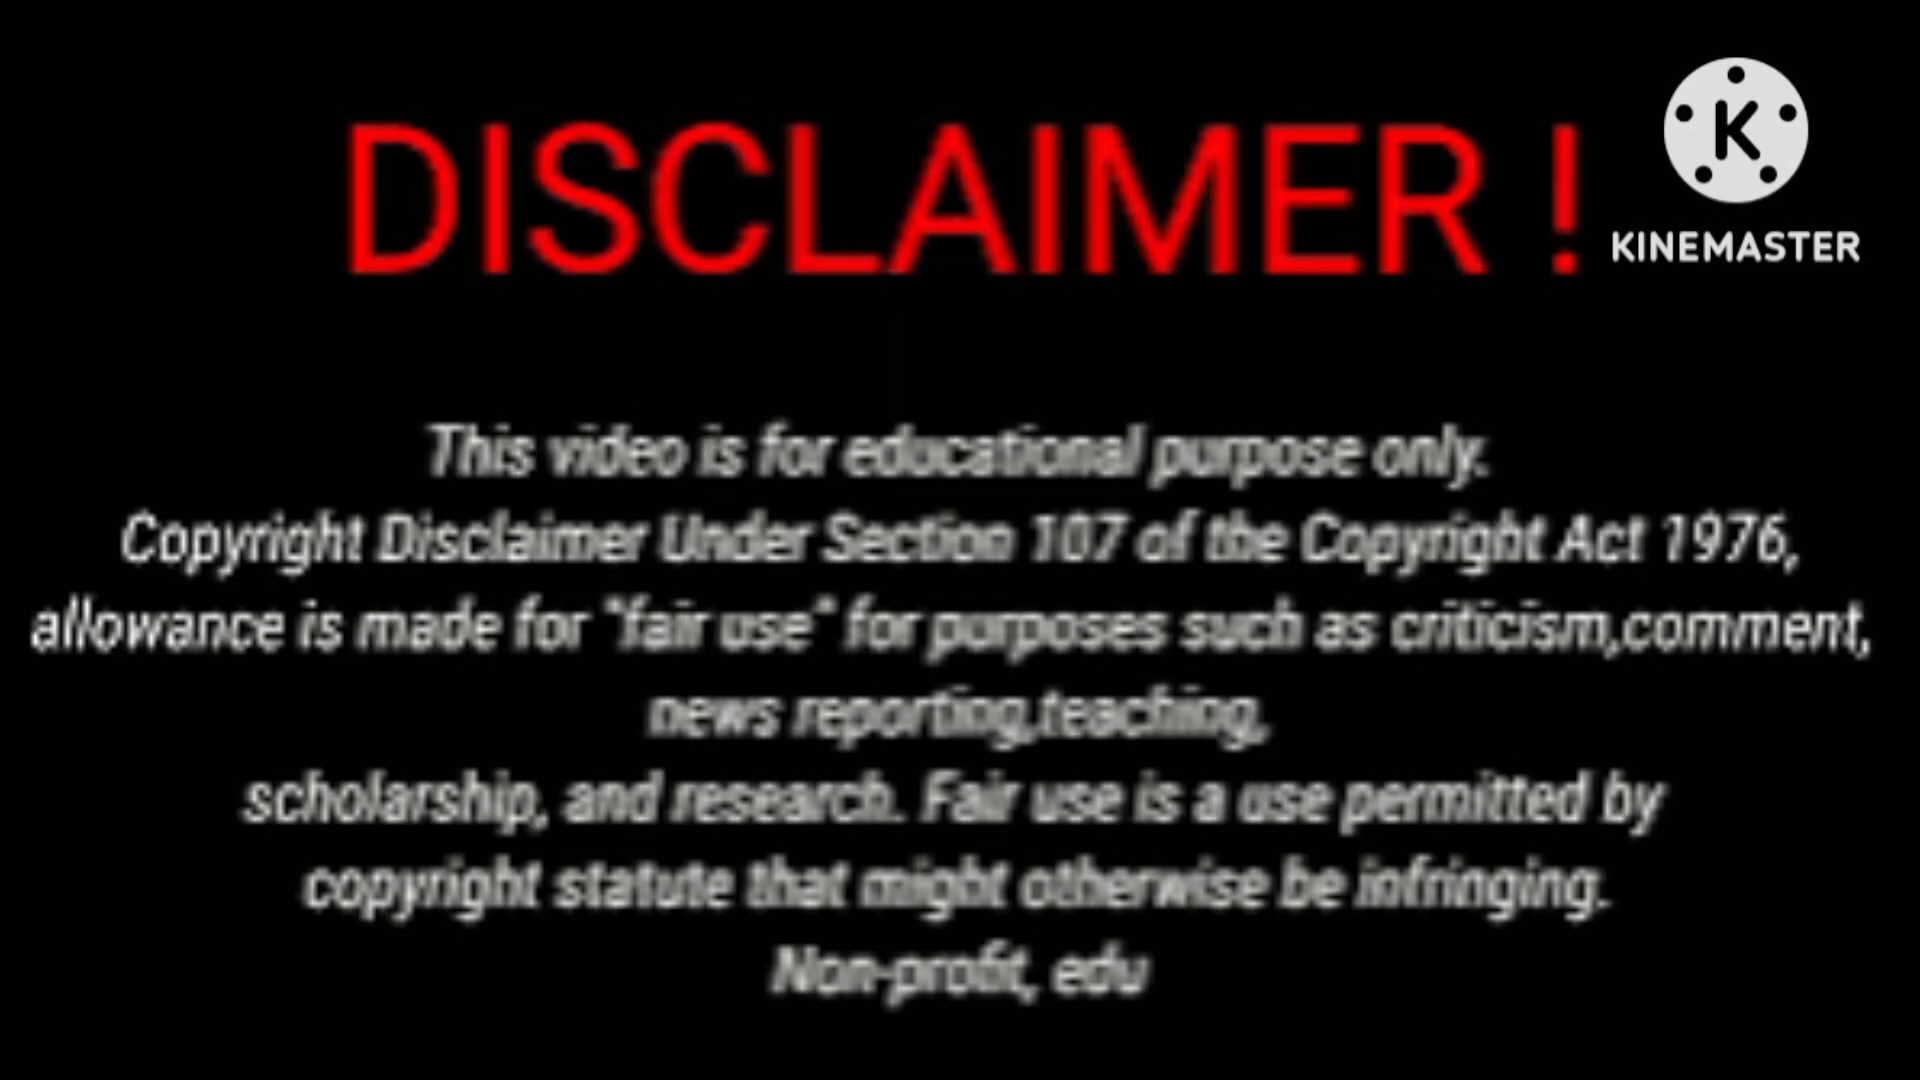 DISCLAIMER !
KINEMASTER
This video is for educational purpose only.
Copyright Disclaimer Under Section 107 of the Copyright Act 1976,
allowance is made for "fair use" for purposes such as criticism,comment,
news reporting,teaching,
scholarship, and research. Fair use is a use permitted by
copyright statute that might otherwise be infringing.
Non-profit, edu